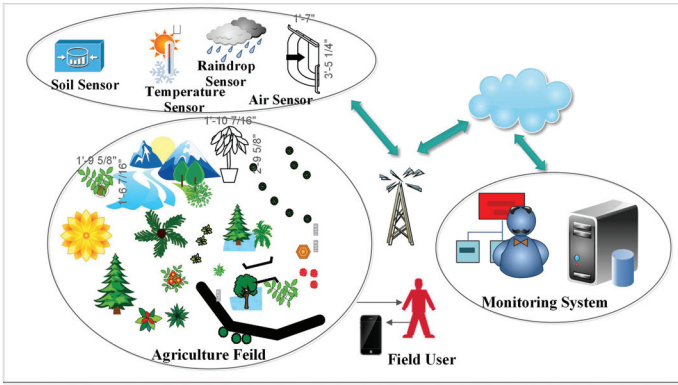 1'-7"
3'-5 1/4"
Soil Sensor
Temperature
Sensor
Raindrop
Sensor
Air Sensor
1'-10 7/16"
2'-9 5/8"
1'-9 5/8"
1'-6 7/16"
Agriculture Feild
Field User
Monitoring System